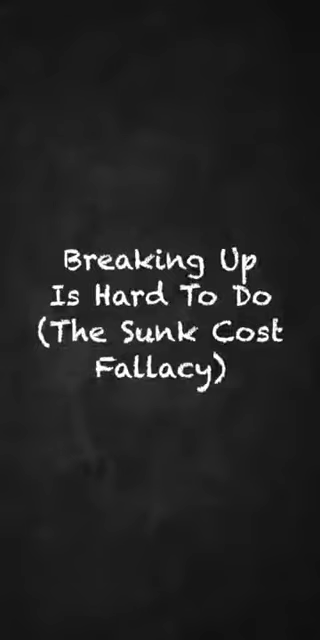 Breaking Up
Is Hard To Do
(The Sunk Cost
Fallacy)